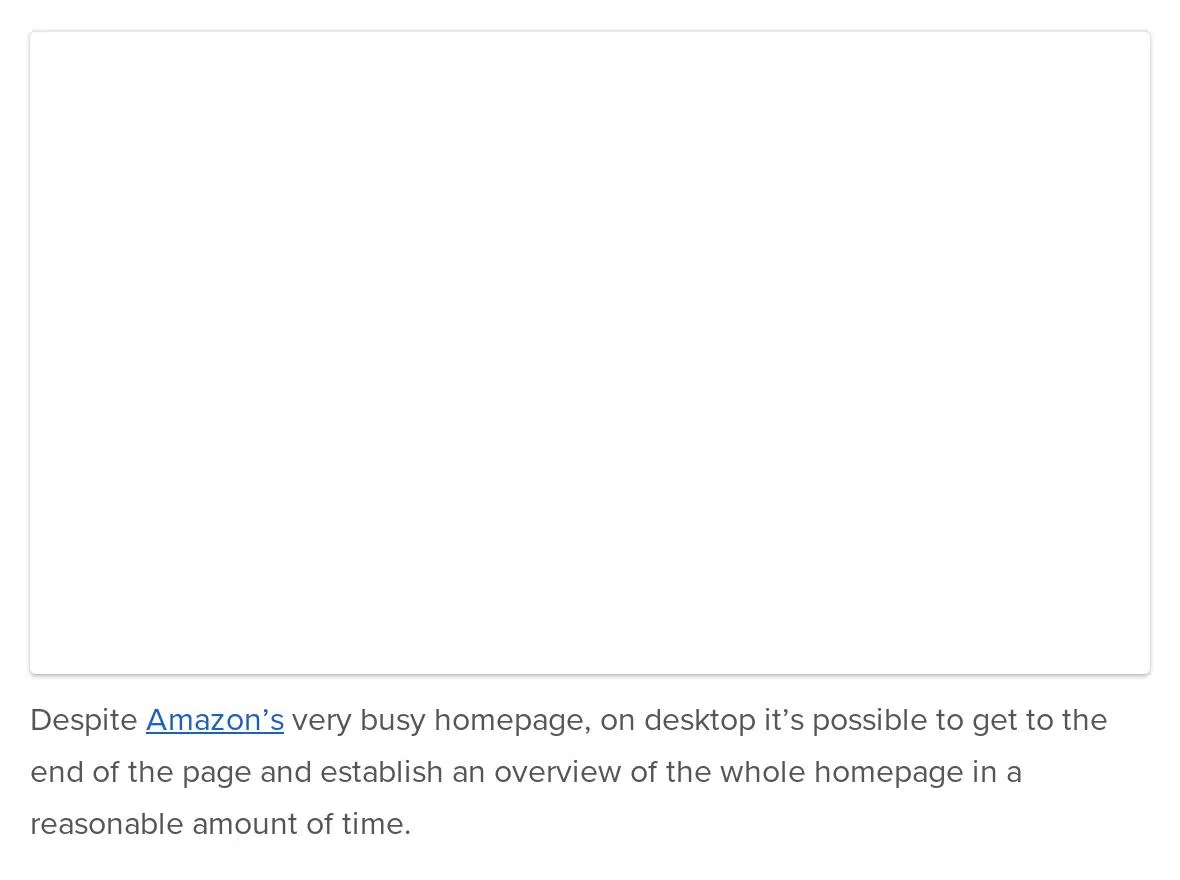 Despite Amazon’s very busy homepage, on desktop it’s possible to get to the
end of the page and establish an overview of the whole homepage in a
reasonable amount of time.